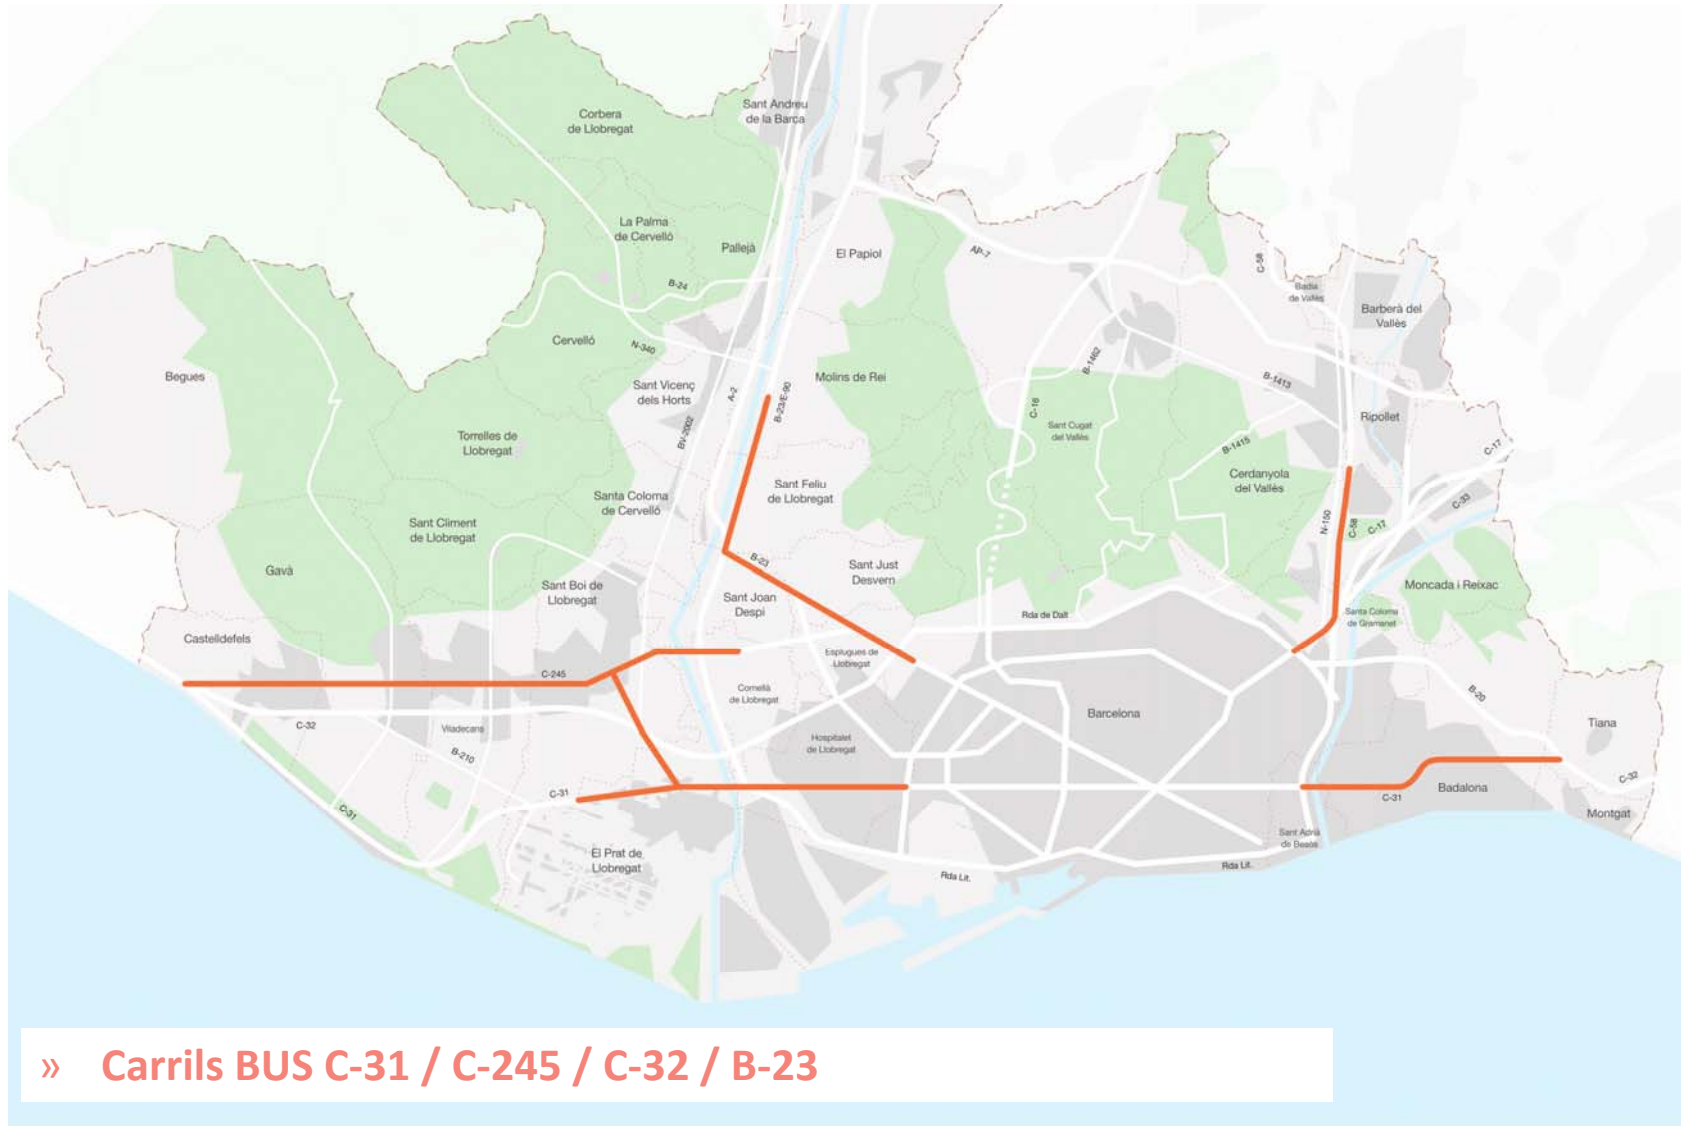 Sant Andreu
de la Barca
Corbera
de Llobregat
La Palma
de Cervelló
Pallejà
El Papiol
AP-7
C-58
Badia
de Vallès
Barberà del
Vallès
B-24
Cervelló
N-340
Begues
Sant Vicenç
dels Horts
A-2
B-23/E-90
Molins de Rei
B-1462
B-1413
C-16
Ripollet
BV-2002
Torrelles de
Llobregat
Sant Cugat
del Vallès
B-1415
C-17
Sant Feliu
de Llobregat
Cerdanyola
del Vallès
Santa Coloma
de Cervelló
C-33
Sant Climent
de Llobregat
N-150
C-58
C-17
B-23
Gavà
Sant Just
Desvern
Sant Boi de
Llobregat
Moncada i Reixac
Sant Joan
Despi
Rda de Dalt
Santa Coloma
de Gramanet
Castelldefels
Esplugues de
Llobregat
C-245
Cornellà
de Llobregat
B-20
Barcelona
Tiana
C-32
Viladecans
Hospitalet
de Llobregat
B-210
C-32
C-31
C-31
Badalona
C-31
Montgat
Sant Adrià
de Besòs
El Prat de
Llobregat
Rda Lit.
Rda Lit.
» Carrils BUS C-31 / C-245 / C-32 / B-23